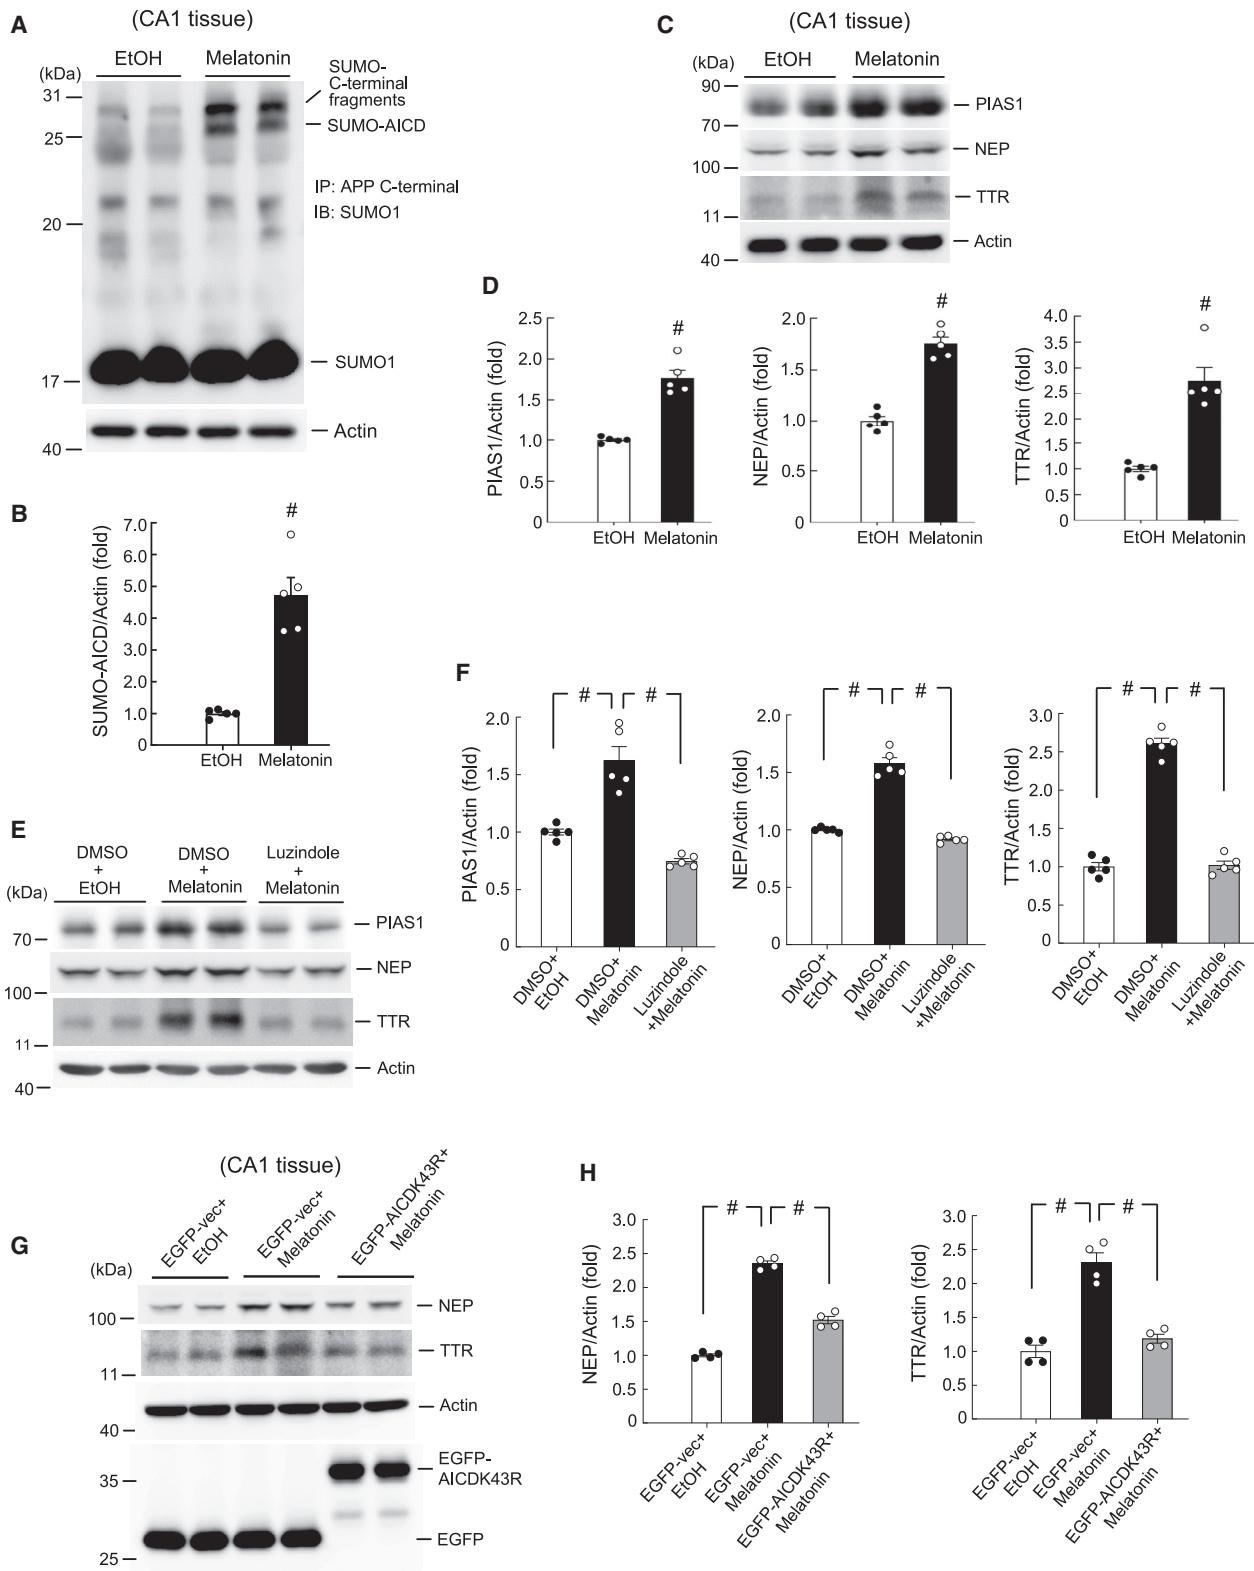 A
(CA1 tissue)
EtOH Melatonin
(kDa)
31
25
20
17
40
SUMO-
C-terminal
fragments
SUMO-AICD
IP: APP C-terminal
IB: SUMO1
SUMO1
Actin
B
SUMO-AICD/Actin (fold)
7.0
6.0
5.0
4.0
3.0
2.0
1.0
0
#
EtOH Melatonin
C
(CA1 tissue)
EtOH Melatonin
(kDa)
90
70
100
11
40
PIAS1
NEP
TTR
Actin
D
PIAS1/Actin (fold)
2.5
2.0
1.5
1.0
0.5
0
#
EtOH Melatonin
NEP/Actin (fold)
2.0
1.5
1.0
0.5
0
#
EtOH Melatonin
TTR/Actin (fold)
4.0
3.5
3.0
2.5
2.0
1.5
1.0
0.5
0
#
EtOH Melatonin
E
DMSO
+
EtOH
DMSO
+
Melatonin
Luzindole
+
Melatonin
(kDa)
70
100
11
40
PIAS1
NEP
TTR
Actin
F
PIAS1/Actin (fold)
2.0
1.5
1.0
0.5
0
# #
DMSO+
EtOH
DMSO+
Melatonin
Luzindole
+Melatonin
NEP/Actin (fold)
2.0
1.5
1.0
0.5
0
# #
DMSO+
EtOH
DMSO+
Melatonin
Luzindole
+Melatonin
TTR/Actin (fold)
3.0
2.5
2.0
1.5
1.0
0.5
0
# #
DMSO+
EtOH
DMSO+
Melatonin
Luzindole
+Melatonin
G
(CA1 tissue)
EGFP-vec+
EtOH
EGFP-vec+
Melatonin
EGFP-AICDK43R+
Melatonin
(kDa)
100
11
40
35
25
NEP
TTR
Actin
EGFP-
AICDK43R
EGFP
H
NEP/Actin (fold)
3.0
2.5
2.0
1.5
1.0
0.5
0
# #
EGFP-vec+
EtOH
EGFP-vec+
Melatonin
EGFP-AICDK43R+
Melatonin
TTR/Actin (fold)
3.0
2.5
2.0
1.5
1.0
0.5
0
# #
EGFP-vec+
EtOH
EGFP-vec+
Melatonin
EGFP-AICDK43R+
Melatonin